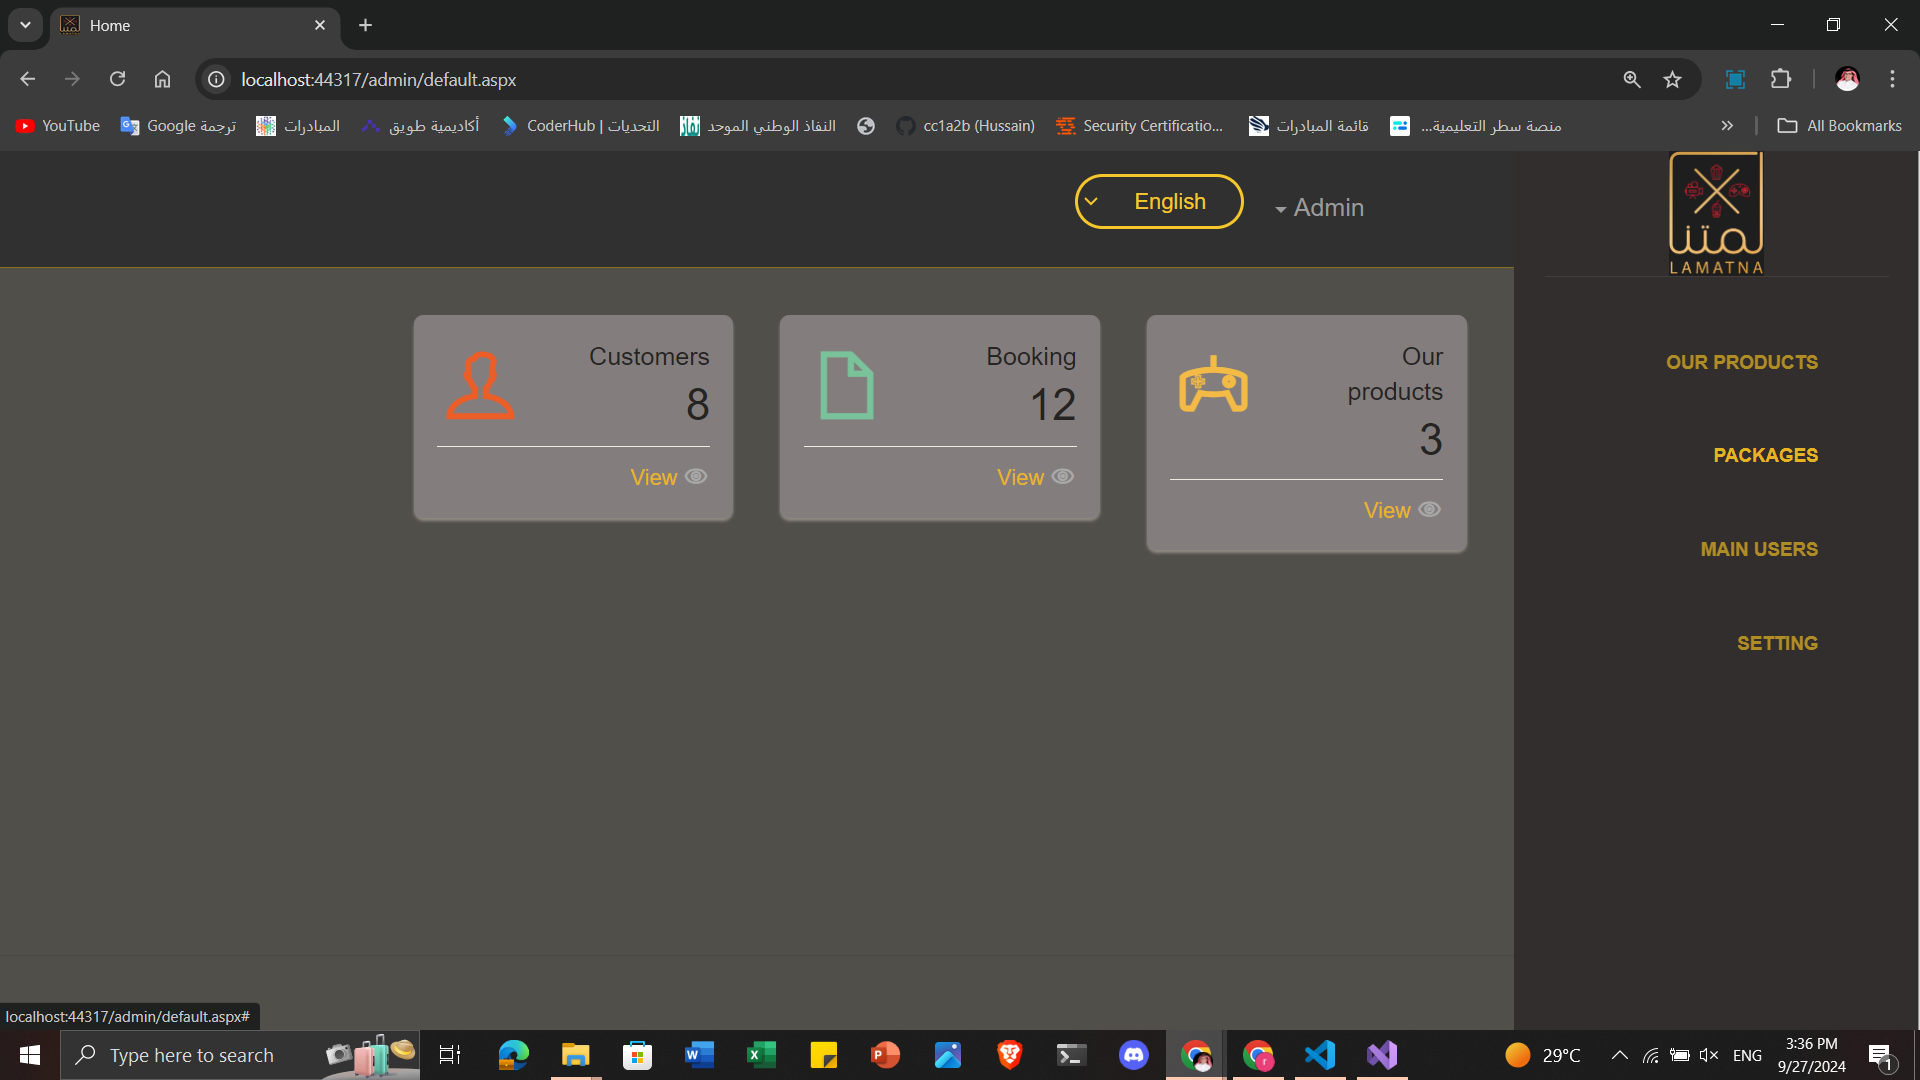 Home
localhost:44317/admin/default.aspx
YouTube
ترجمة Google
المبادرات
أكاديمية طويق
التحديات | CoderHub
النفاذ الوطني الموحد
cc1a2b (Hussain)
Security Certificatio...
قائمة المبادرات
منصة سطر التعليمية...
All Bookmarks
English
Admin
لمتنا
LAMATNA
Customers
8
View
Booking
12
View
Our
products
3
View
OUR PRODUCTS
PACKAGES
MAIN USERS
SETTING
localhost:44317/admin/default.aspx#
Type here to search
29°C
ENG
3:36 PM
9/27/2024
1